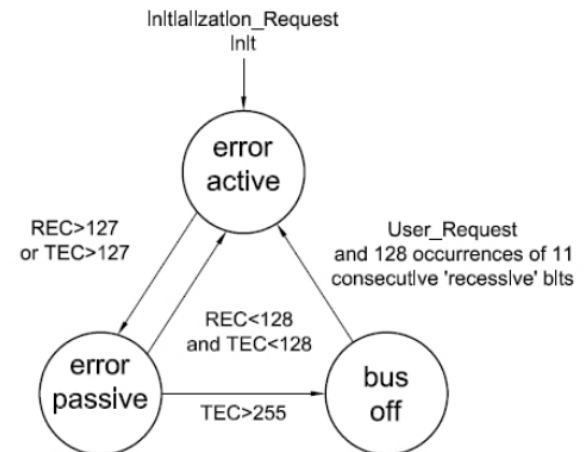 Initialization_Request
Init
error
active
REC>127
or TEC>127
User_Request
and 128 occurrences of 11
consecutive 'recessive' bits
REC<128
and TEC<128
error
passive
bus
off
TEC>255